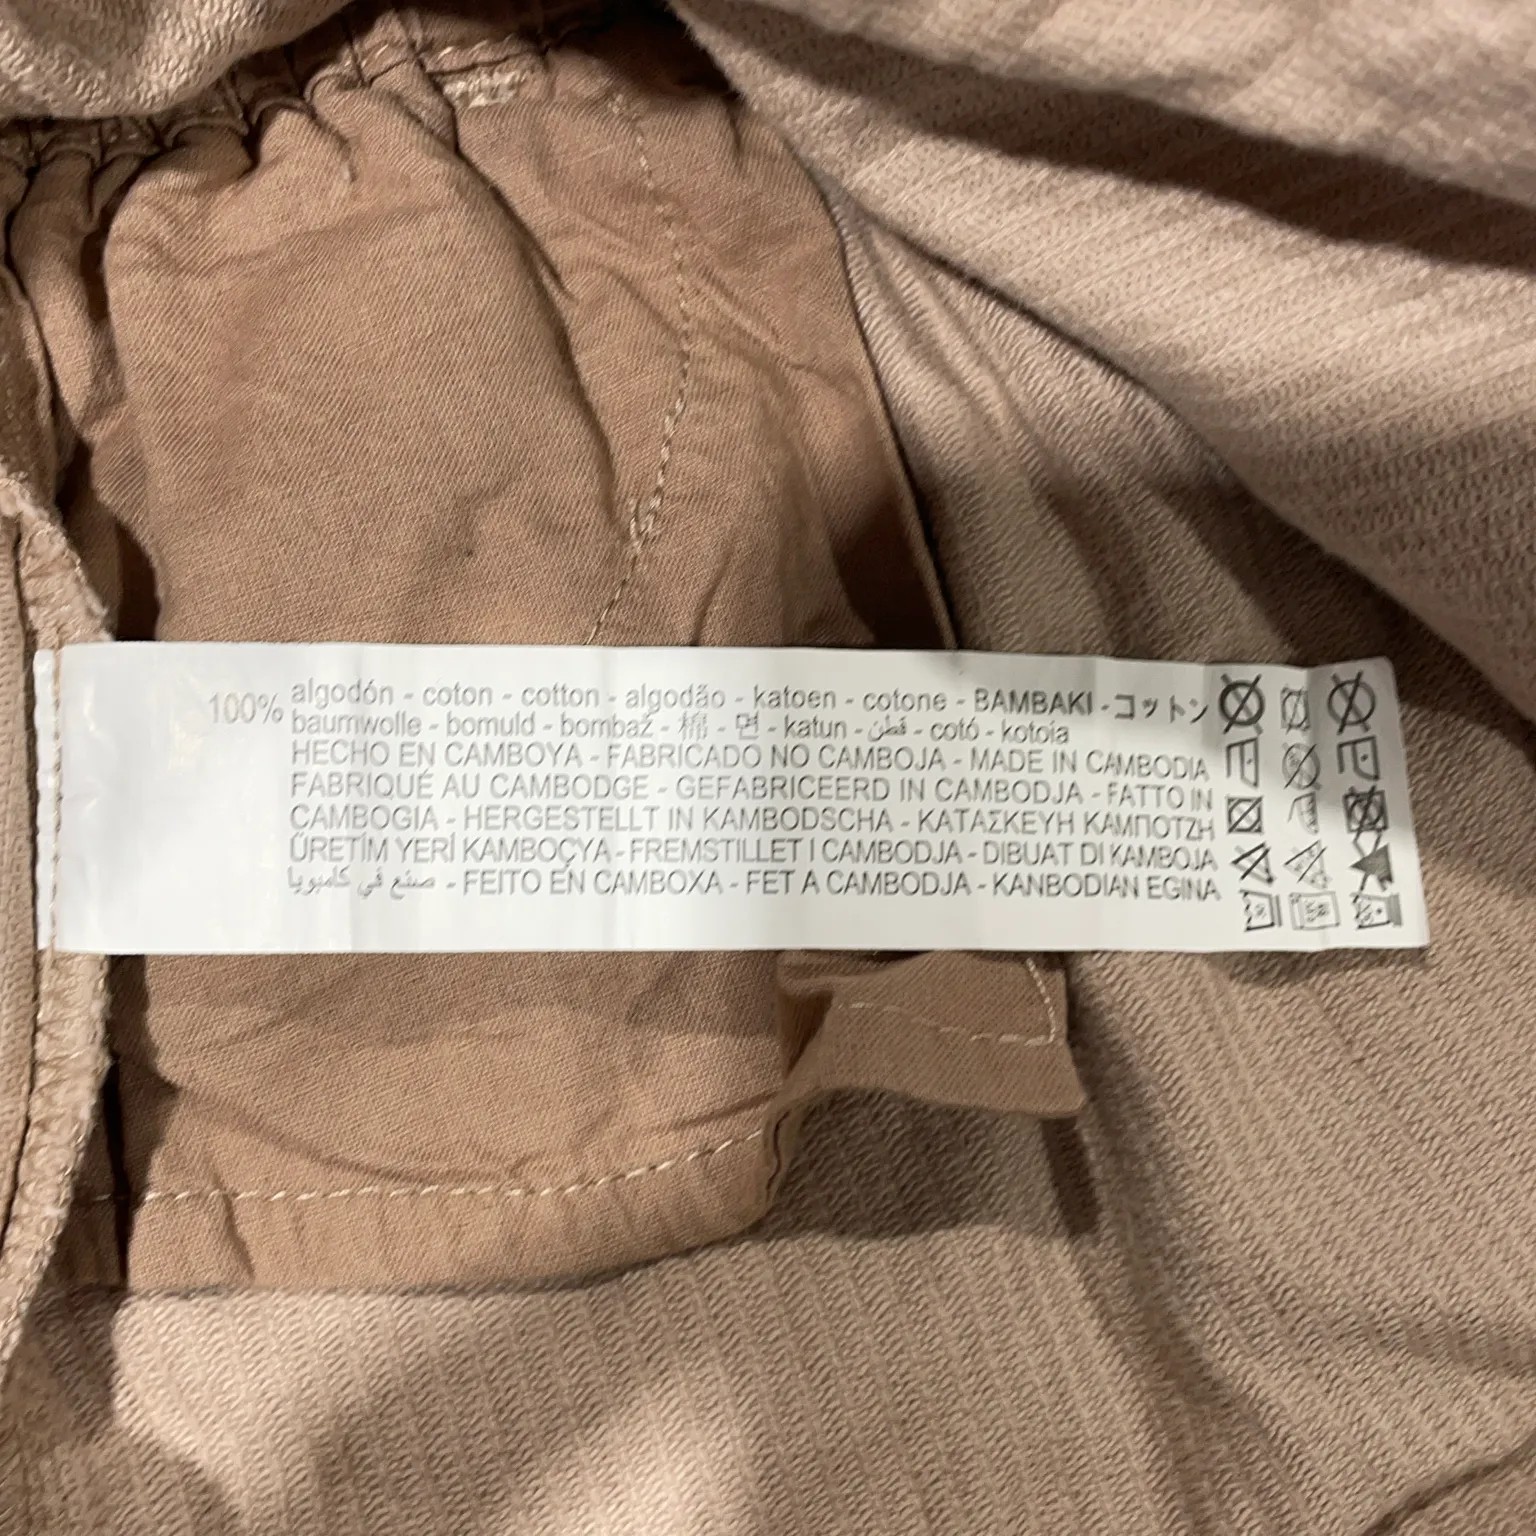 100% algodón - coton - cotton - algodão - katoen - cotone - BAMBAKI - コットン
baumwolle - bomuld - bombaž - 棉 - 면 - katun - قطن - cotó - kotoia
HECHO EN CAMBOYA - FABRICADO NO CAMBOJA - MADE IN CAMBODIA
FABRIQUÉ AU CAMBODGE - GEFABRICEERD IN CAMBODJA - FATTO IN
CAMBOGIA - HERGESTELLT IN KAMBODSCHA - ΚΑΤΑΣΚΕΥΗ ΚΑΜΠΟΤΖΗ
ÜRETİM YERİ KAMBOÇYA - FREMSTILLET I CAMBODJA - DIBUAT DI KAMBOJA
صنع في كامبويا - FEITO EN CAMBOXA - FET A CAMBODJA - KANBODIAN EGINA